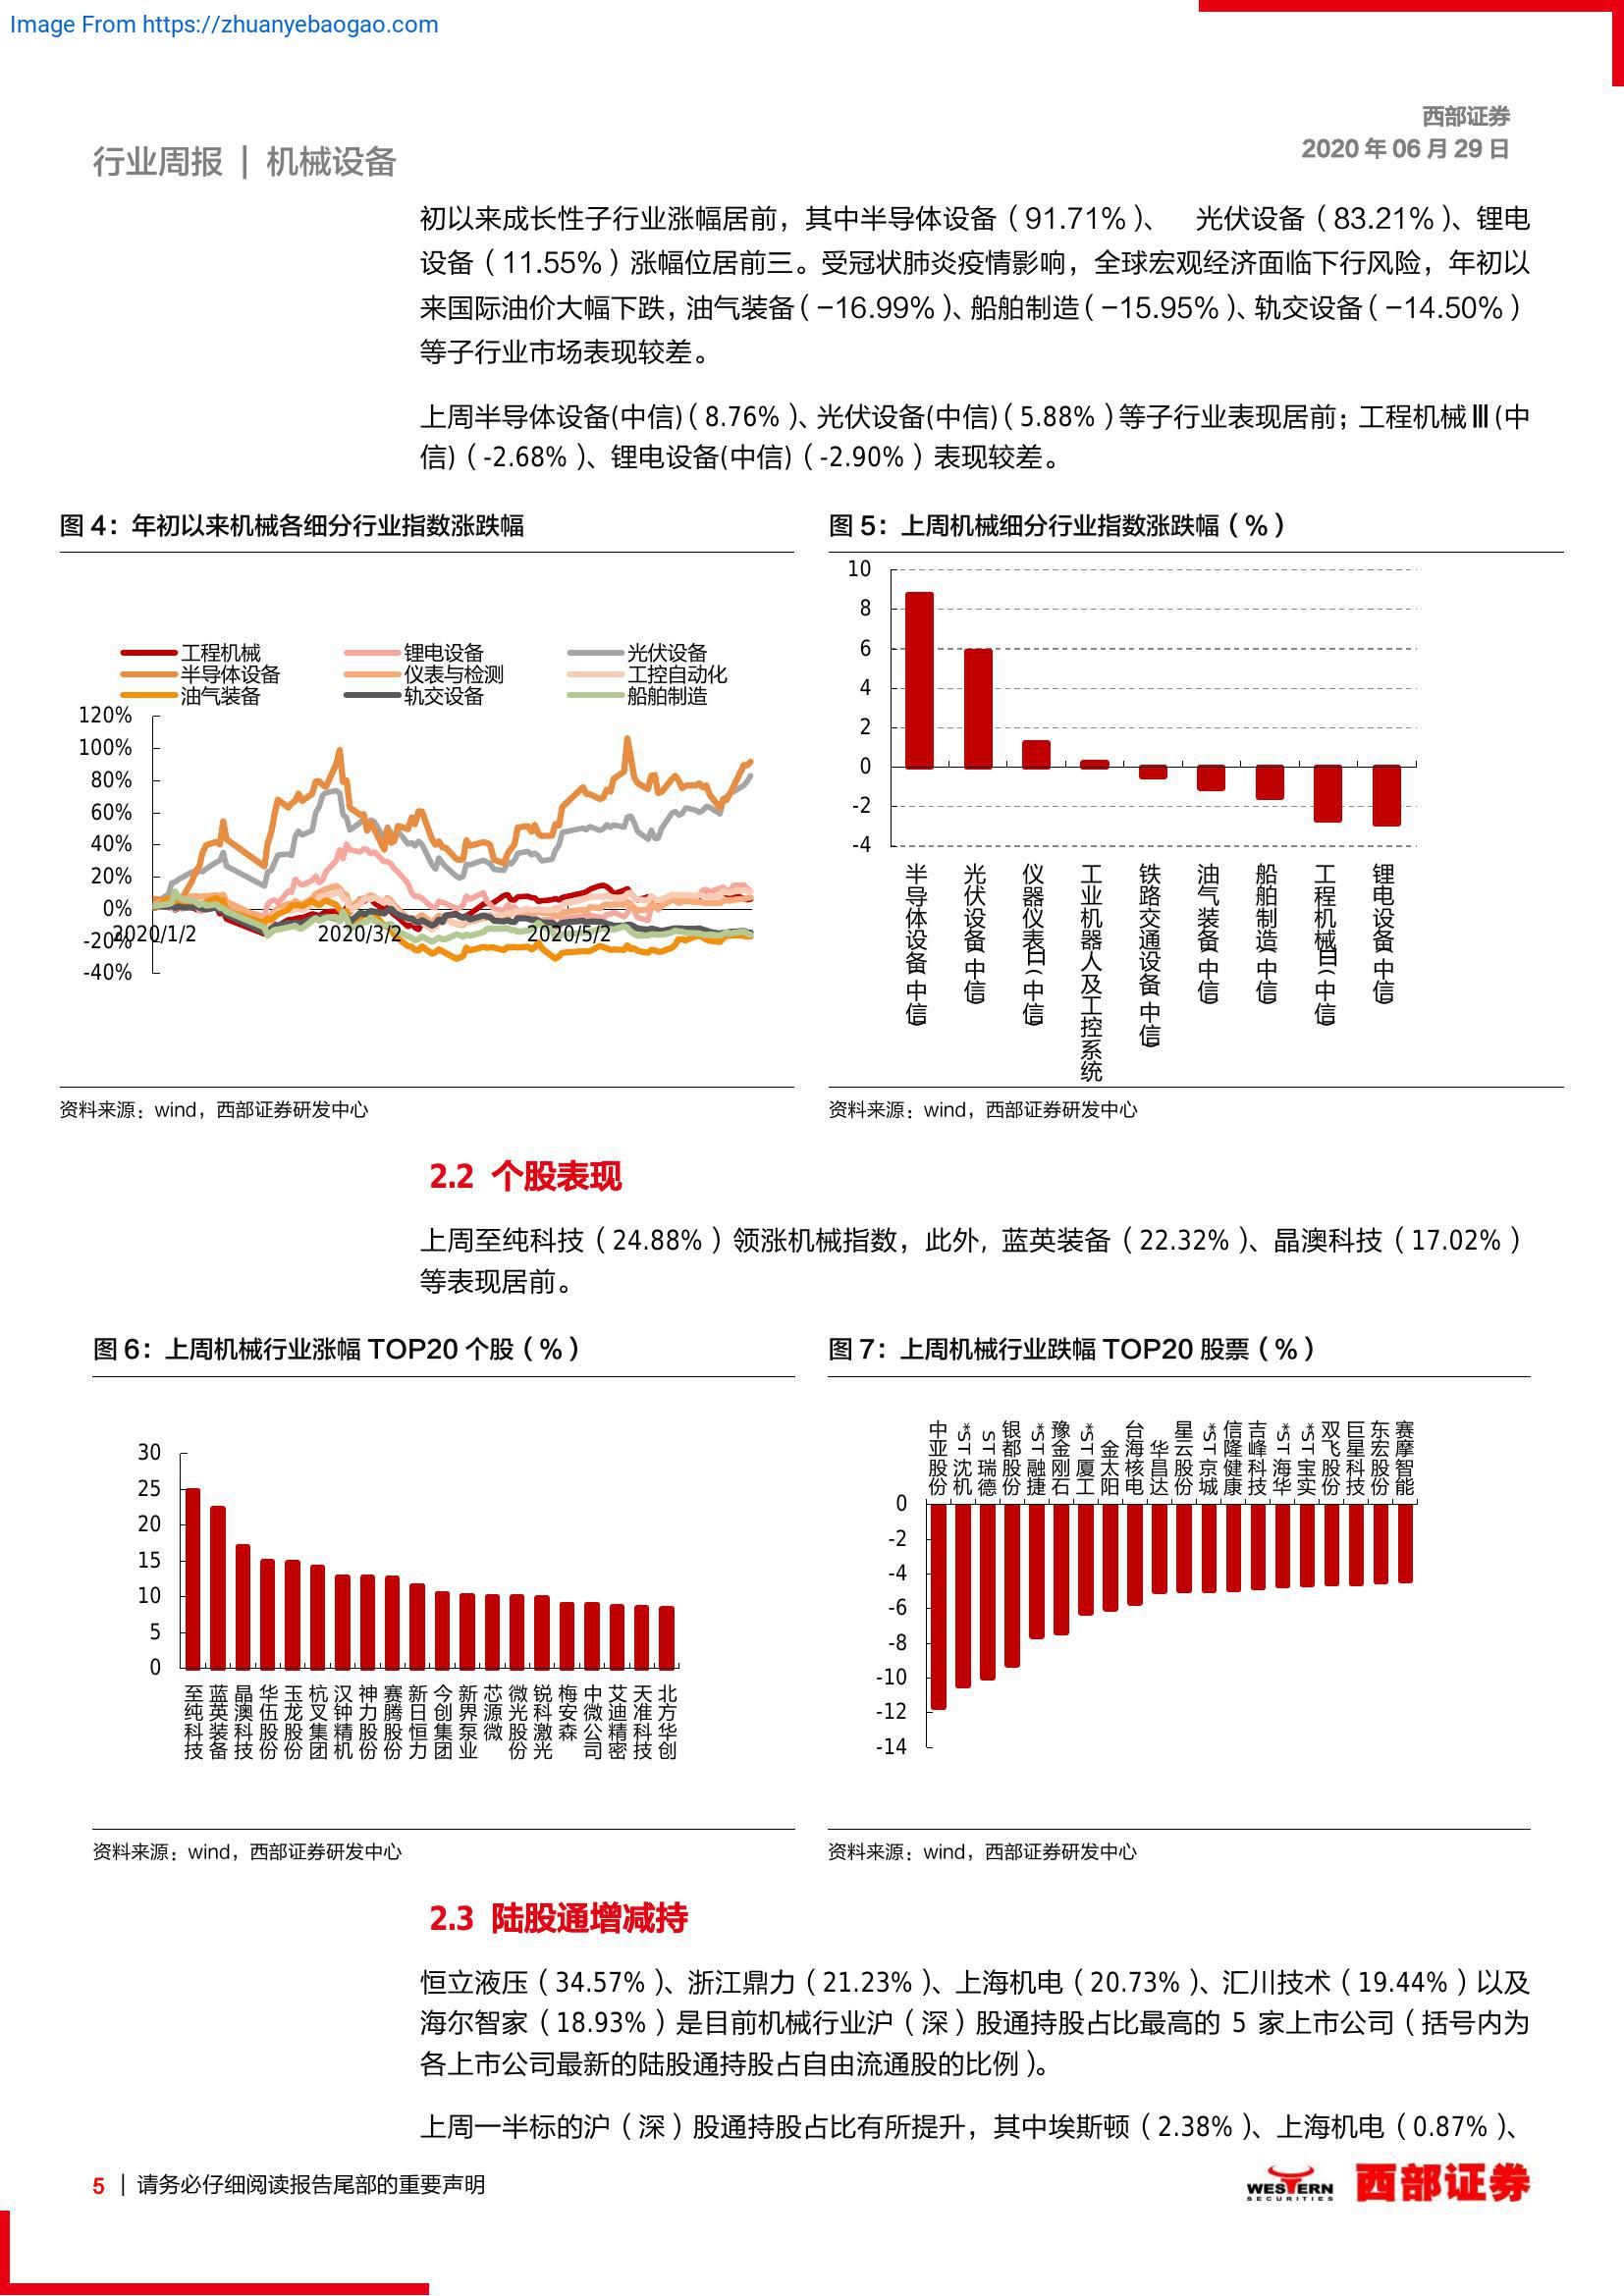 Image From https://zhuanyebaogao.com
西部证券
2020 年 06 月 29 日
行业周报 | 机械设备
初以来成长性子行业涨幅居前，其中半导体设备（91.71%）、 光伏设备（83.21%）、锂电
设备（11.55%）涨幅位居前三。受冠状肺炎疫情影响，全球宏观经济面临下行风险，年初以
来国际油价大幅下跌，油气装备（-16.99%）、船舶制造（-15.95%）、轨交设备（-14.50%）
等子行业市场表现较差。
上周半导体设备(中信)（8.76%）、光伏设备(中信)（5.88%）等子行业表现居前；工程机械Ⅲ(中
信)（-2.68%）、锂电设备(中信)（-2.90%）表现较差。
图 4：年初以来机械各细分行业指数涨跌幅
工程机械 锂电设备 光伏设备
半导体设备 仪表与检测 工控自动化
油气装备 轨交设备 船舶制造
120%
100%
80%
60%
40%
20%
0%
-20%
-40%
2020/1/2 2020/3/2 2020/5/2
资料来源：wind，西部证券研发中心
图 5：上周机械细分行业指数涨跌幅（%）
10
8
6
4
2
0
-2
-4
半导体设备(中信)
光伏设备(中信)
仪器仪表日(中信)
工业机器人及工控系统
铁路交通设备(中信)
油气装备(中信)
船舶制造(中信)
工程机械日(中信)
锂电设备(中信)
资料来源：wind，西部证券研发中心
2.2 个股表现
上周至纯科技（24.88%）领涨机械指数，此外, 蓝英装备（22.32%）、晶澳科技（17.02%）
等表现居前。
图 6：上周机械行业涨幅 TOP20 个股（%）
30
25
20
15
10
5
0
至纯科技
蓝英装备
晶澳科技
华伍股份
玉龙股份
杭叉集团
汉钟精机
神力股份
赛腾股份
新日恒力
今创集团
新界泵业
芯源微
微光股份
锐科激光
梅安森
中微公司
艾迪精密
天准科技
北方华创
资料来源：wind，西部证券研发中心
图 7：上周机械行业跌幅 TOP20 股票（%）
中亚股份
*ST沈机
ST瑞德
银都股份
*ST融捷
豫金刚石
*ST厦工
金太阳
台海核电
华昌达
星云股份
*ST京城
信隆健康
吉峰科技
*ST海华
*ST宝实
双飞股份
巨星科技
东宏股份
赛摩智能
0
-2
-4
-6
-8
-10
-12
-14
资料来源：wind，西部证券研发中心
2.3 陆股通增减持
恒立液压（34.57%）、浙江鼎力（21.23%）、上海机电（20.73%）、汇川技术（19.44%）以及
海尔智家（18.93%）是目前机械行业沪（深）股通持股占比最高的 5 家上市公司（括号内为
各上市公司最新的陆股通持股占自由流通股的比例）。
上周一半标的沪（深）股通持股占比有所提升，其中埃斯顿（2.38%）、上海机电（0.87%）、
5 | 请务必仔细阅读报告尾部的重要声明
WESTERN
SECURITIES
西部证券